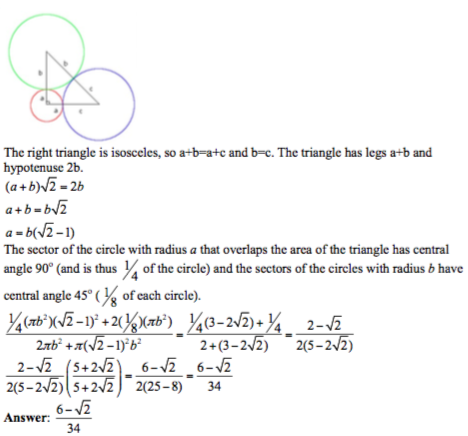 The right triangle is isosceles, so a+b=a+c and b=c. The triangle has legs a+b and
hypotenuse 2b.
(a + b)√2 = 2b
a + b = b√2
a = b(√2 − 1)
The sector of the circle with radius a that overlaps the area of the triangle has central
angle 90° (and is thus 1/4 of the circle) and the sectors of the circles with radius b have
central angle 45° (1/8 of each circle).
(1/4(πb²)(√2 − 1)² + 2(1/8)(πb²))/(2πb² + π(√2 − 1)²b²) = (1/4(3 − 2√2) + 1/4)/(2 + (3 − 2√2)) = (2 − √2)/(2(5 − 2√2))
(2 − √2)/(2(5 − 2√2)) ((5 + 2√2)/(5 + 2√2)) = (6 − √2)/(2(25 − 8)) = (6 − √2)/34
Answer: (6 − √2)/34